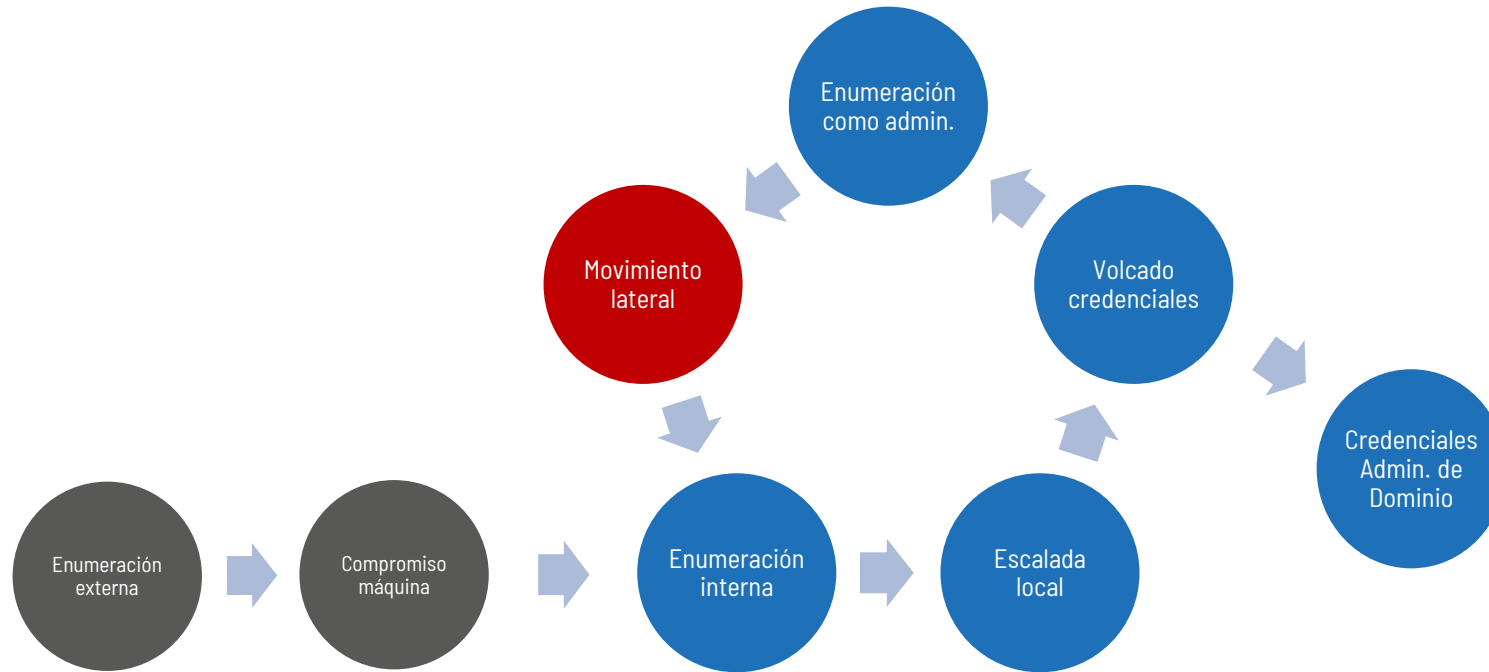 Enumeración
como admin.
Movimiento
lateral
Volcado
credenciales
Credenciales
Admin. de
Dominio
Enumeración
externa
Compromiso
máquina
Enumeración
interna
Escalada
local